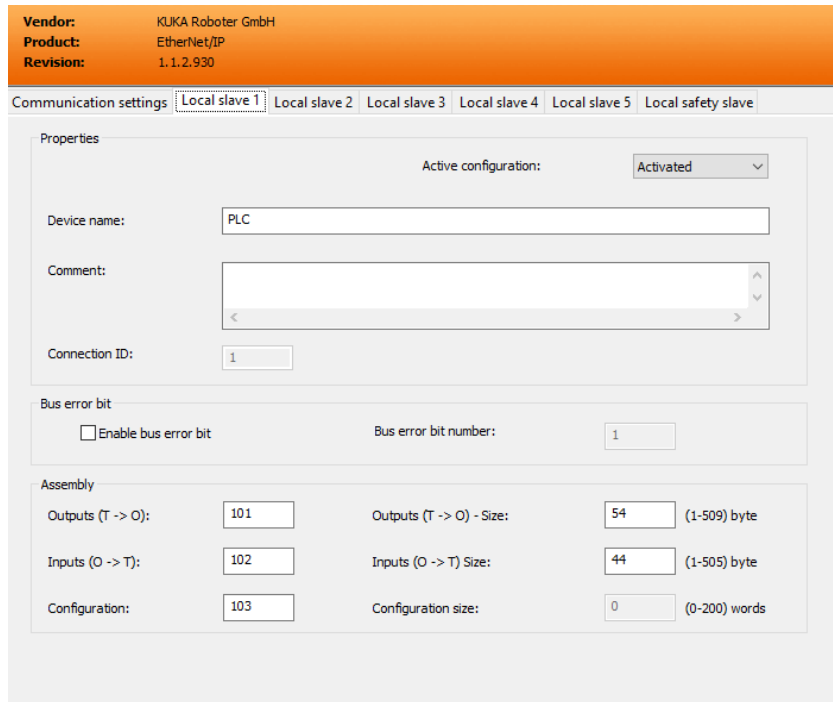 Vendor: KUKA Roboter GmbH
Product: EtherNet/IP
Revision: 1.1.2.930
Communication settings Local slave 1 Local slave 2 Local slave 3 Local slave 4 Local slave 5 Local safety slave
Properties
Active configuration: Activated
Device name: PLC
Comment:
Connection ID: 1
Bus error bit
Enable bus error bit Bus error bit number: 1
Assembly
Outputs (T -> O): 101 Outputs (T -> O) - Size: 54 (1-509) byte
Inputs (O -> T): 102 Inputs (O -> T) Size: 44 (1-505) byte
Configuration: 103 Configuration size: 0 (0-200) words